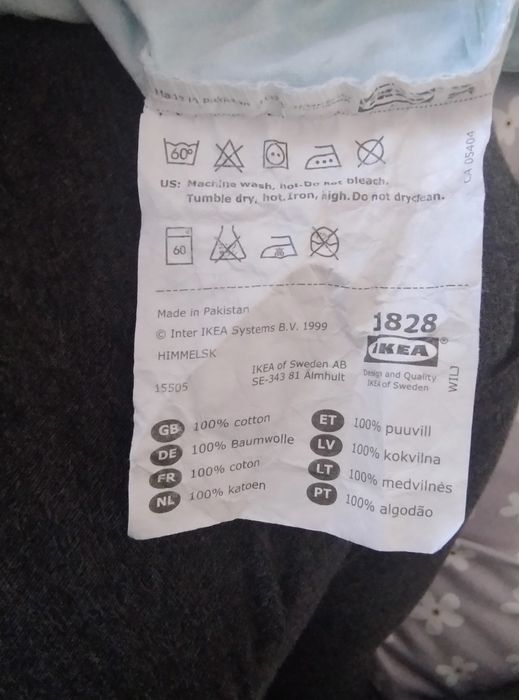 60°
US: Machine wash, hot. Do not bleach.
Tumble dry, hot. Iron, high. Do not dryclean.
CA 05404
60
Made in Pakistan
© Inter IKEA Systems B.V. 1999
HIMMELSK
15505
IKEA of Sweden AB
SE-343 81 Älmhult
1828
IKEA®
Design and Quality
IKEA of Sweden
GB 100% cotton
DE 100% Baumwolle
FR 100% coton
NL 100% katoen
ET 100% puuvill
LV 100% kokvilna
LT 100% medvilnės
PT 100% algodão